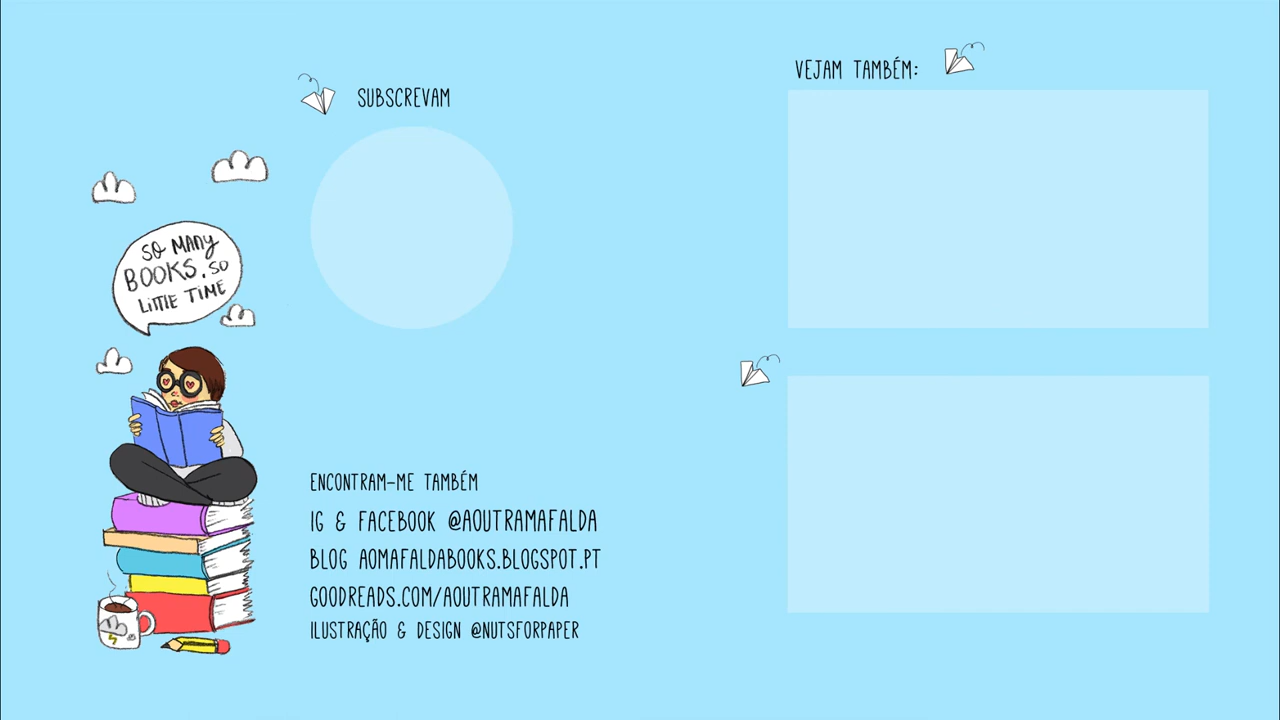 SUBSCREVAM
VEJAM TAMBÉM:
SO MANY
BOOKS, SO
LITTLE TIME
ENCONTRAM-ME TAMBÉM
IG & FACEBOOK @AOUTRAMAFALDA
BLOG AOMAFALDABOOKS.BLOGSPOT.PT
GOODREADS.COM/AOUTRAMAFALDA
ILUSTRAÇÃO & DESIGN @NUTSFORPAPER